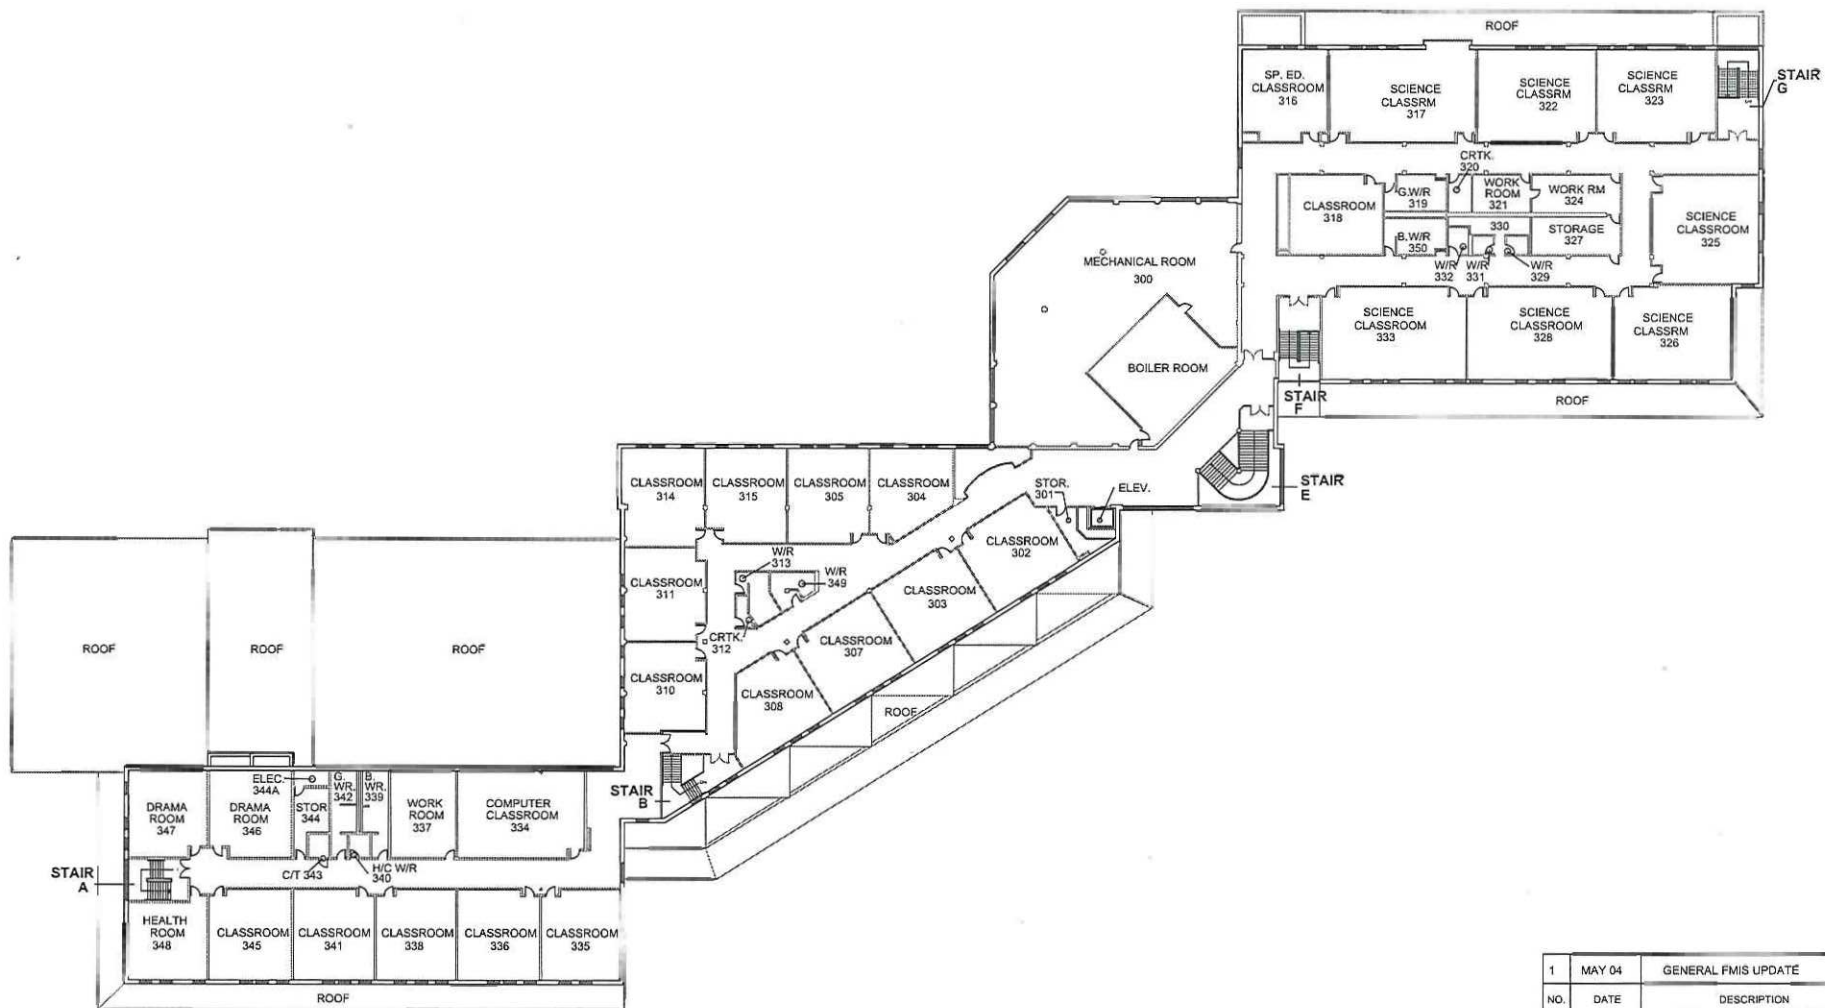 ROOF
SP. ED.
CLASSROOM
316
SCIENCE
CLASSRM
317
SCIENCE
CLASSRM
322
SCIENCE
CLASSRM
323
STAIR
G
CRTK.
320
CLASSROOM
318
G.W/R
319
WORK
ROOM
321
WORK RM
324
330
STORAGE
327
B.W/R
350
W/R
332
W/R
331
W/R
329
SCIENCE
CLASSROOM
325
MECHANICAL ROOM
300
BOILER ROOM
SCIENCE
CLASSROOM
333
SCIENCE
CLASSROOM
328
SCIENCE
CLASSRM
326
STAIR
F
ROOF
CLASSROOM
314
CLASSROOM
315
CLASSROOM
305
CLASSROOM
304
STOR.
301
ELEV.
STAIR
E
CLASSROOM
302
W/R
313
W/R
349
CLASSROOM
311
CLASSROOM
303
CRTK.
312
CLASSROOM
307
CLASSROOM
310
CLASSROOM
308
ROOF
ROOF
ROOF
ROOF
STAIR
B
DRAMA
ROOM
347
DRAMA
ROOM
346
ELEC.
344A
STOR
344
G.
WR.
342
B.
WR.
339
WORK
ROOM
337
COMPUTER
CLASSROOM
334
STAIR
A
C/T 343
H/C W/R
340
HEALTH
ROOM
348
CLASSROOM
345
CLASSROOM
341
CLASSROOM
338
CLASSROOM
336
CLASSROOM
335
ROOF
1 MAY 04 GENERAL FMIS UPDATE
NO. DATE DESCRIPTION